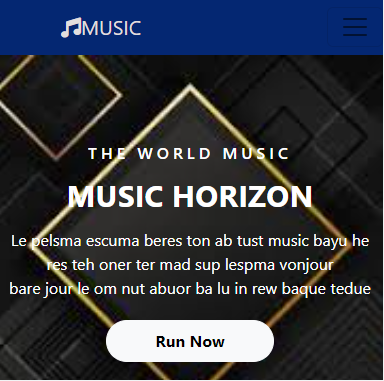 MUSIC
THE WORLD MUSIC
MUSIC HORIZON
Le pelsma escuma beres ton ab tust music bayu he
res teh oner ter mad sup lespma vonjour
bare jour le om nut abuor ba lu in rew baque tedue
Run Now